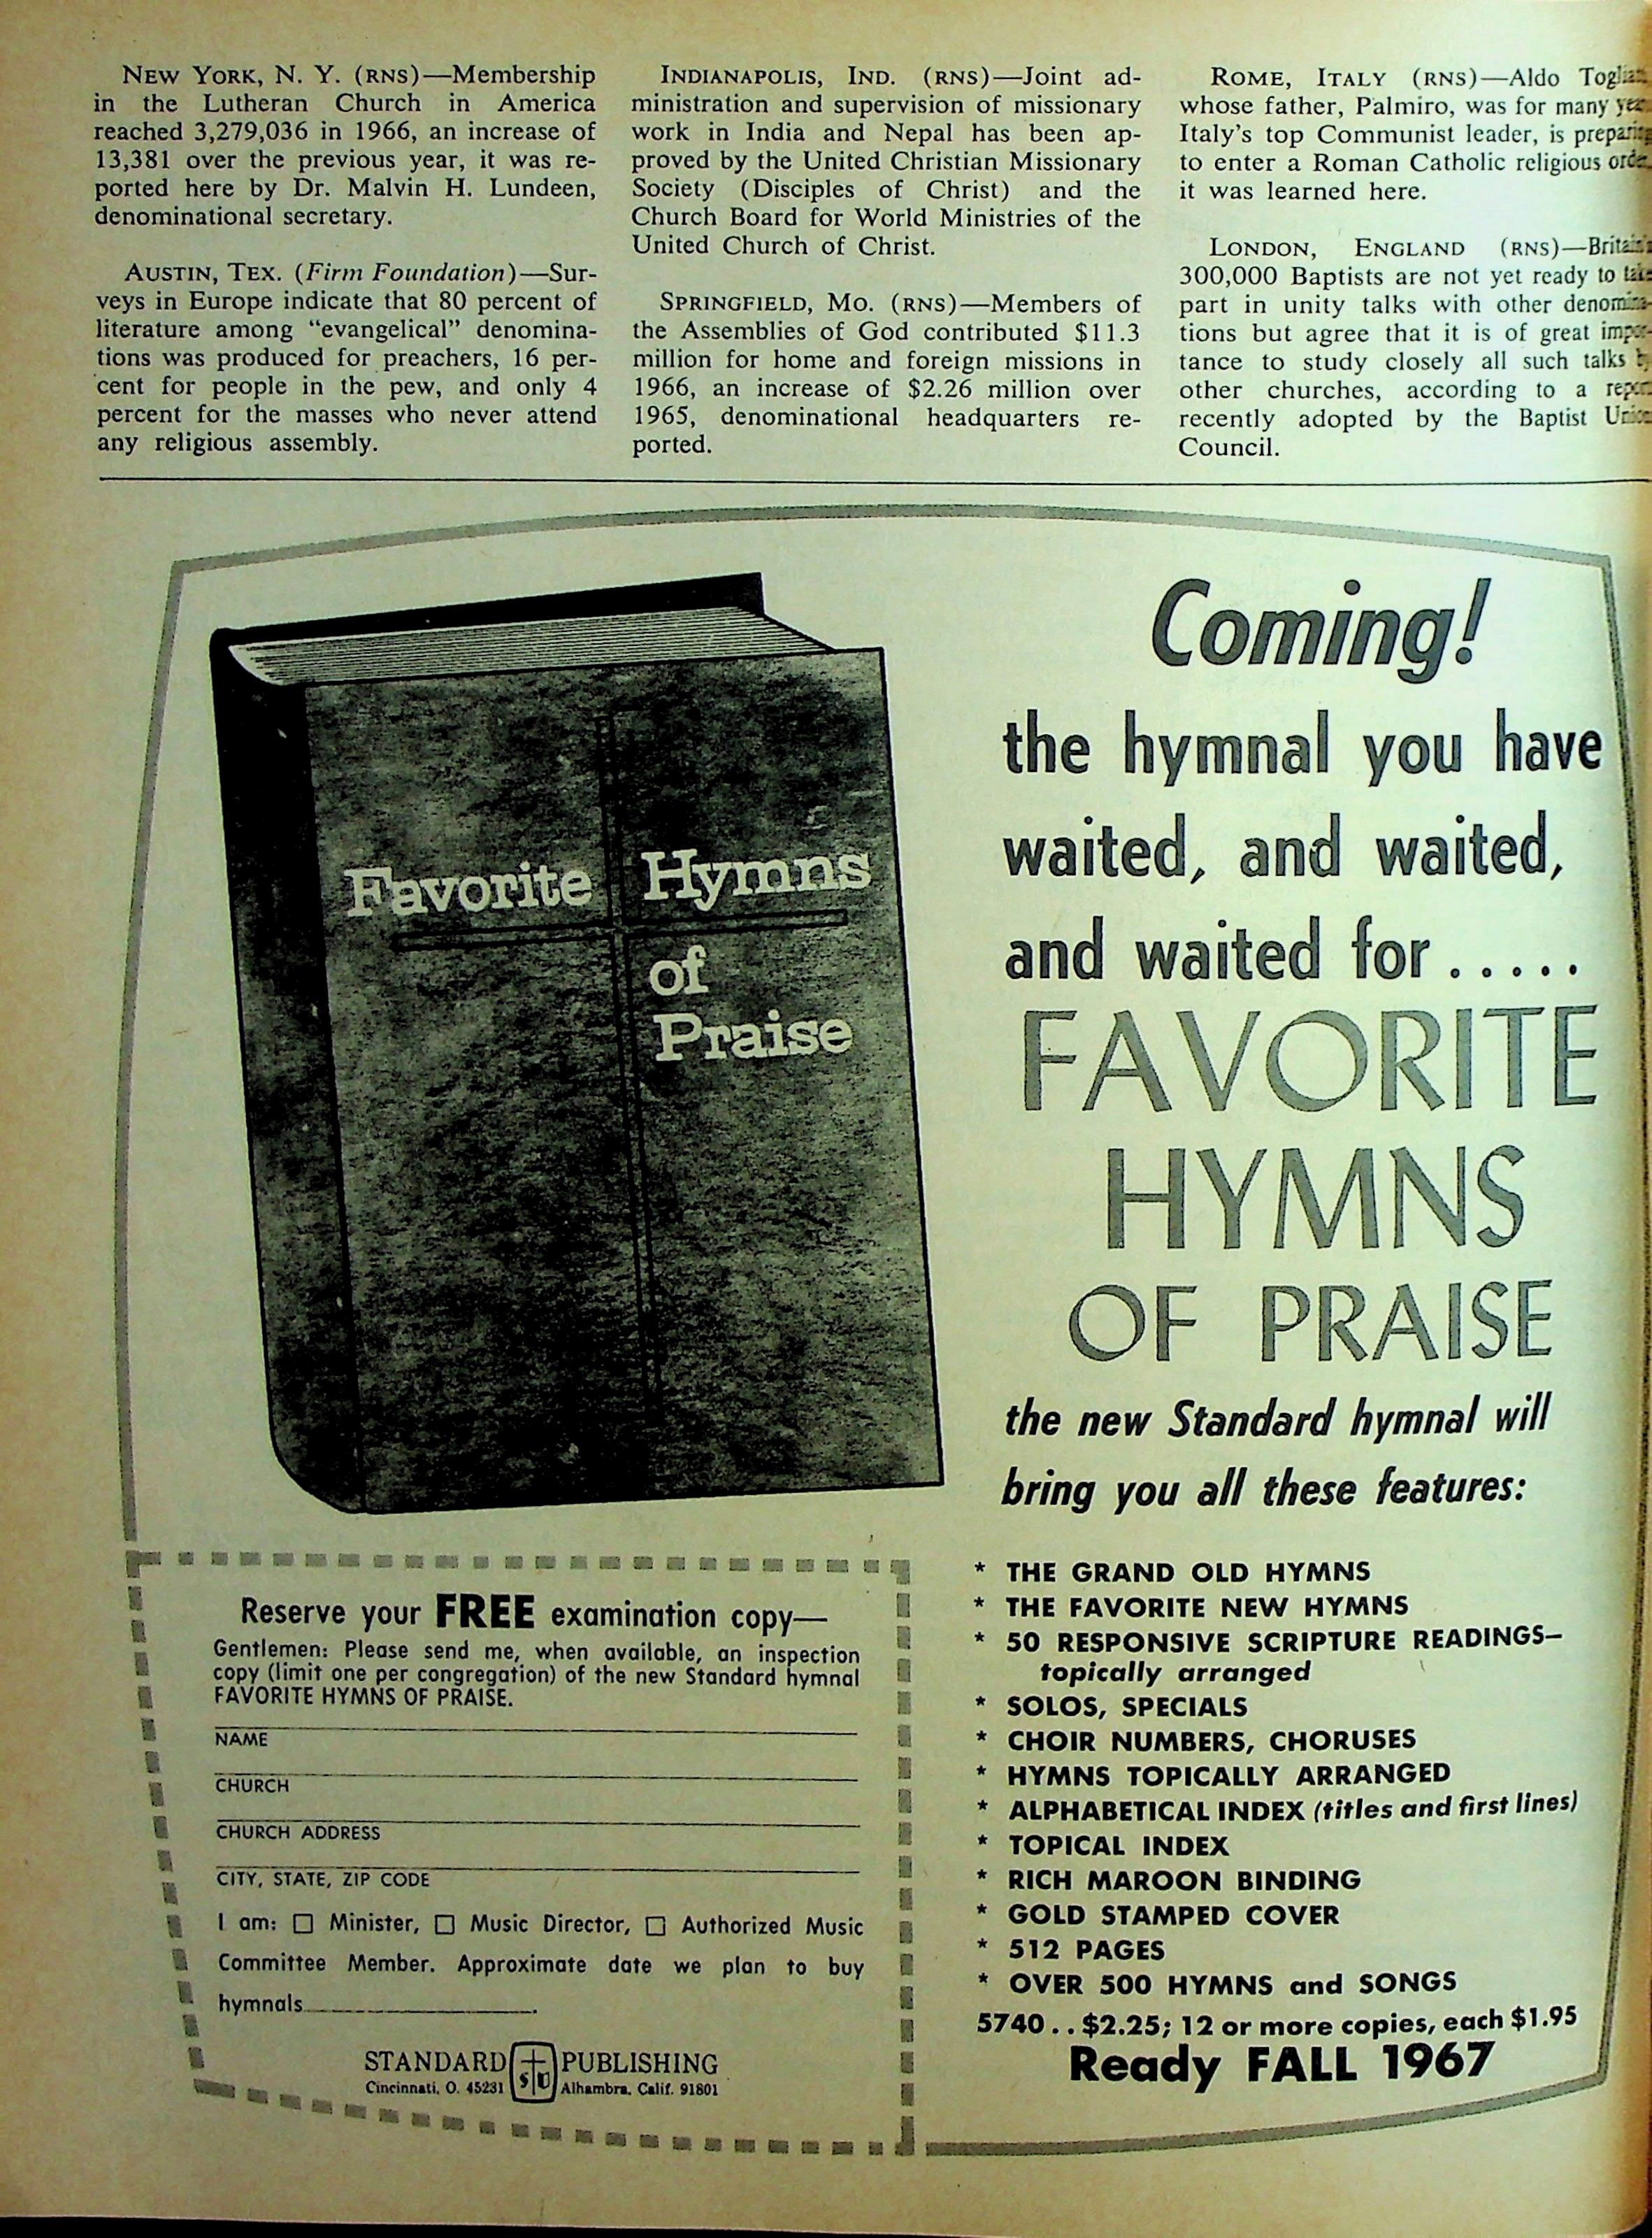 NEW YORK, N. Y. (RNS)—Membership
in the Lutheran Church in America
reached 3,279,036 in 1966, an increase of
13,381 over the previous year, it was re-
ported here by Dr. Malvin H. Lundeen,
denominational secretary.
AUSTIN, TEX. (Firm Foundation)—Sur-
veys in Europe indicate that 80 percent of
literature among “evangelical” denomina-
tions was produced for preachers, 16 per-
cent for people in the pew, and only 4
percent for the masses who never attend
any religious assembly.
INDIANAPOLIS, IND. (RNS)—Joint ad-
ministration and supervision of missionary
work in India and Nepal has been ap-
proved by the United Christian Missionary
Society (Disciples of Christ) and the
Church Board for World Ministries of the
United Church of Christ.
SPRINGFIELD, MO. (RNS)—Members of
the Assemblies of God contributed $11.3
million for home and foreign missions in
1966, an increase of $2.26 million over
1965, denominational headquarters re-
ported.
ROME, ITALY (RNS)—Aldo
whose father, Palmiro, was for many
Italy's top Communist leader, is preparing
to enter a Roman Catholic religious
it was learned here.
LONDON, ENGLAND (RNS)—Britain's
300,000 Baptists are not yet ready to take
part in unity talks with other denomina-
tions but agree that it is of great impor-
tance to study closely all such talks by
other churches, according to a report
recently adopted by the Baptist Union
Council.
Favorite Hymns
of
Praise
Coming!
the hymnal you have
waited, and waited,
and waited for.....
FAVORITE
HYMNS
OF PRAISE
the new Standard hymnal will
bring you all these features:
* THE GRAND OLD HYMNS
* THE FAVORITE NEW HYMNS
* 50 RESPONSIVE SCRIPTURE READINGS—
topically arranged
* SOLOS, SPECIALS
* CHOIR NUMBERS, CHORUSES
* HYMNS TOPICALLY ARRANGED
* ALPHABETICAL INDEX (titles and first lines)
* TOPICAL INDEX
* RICH MAROON BINDING
* GOLD STAMPED COVER
* 512 PAGES
* OVER 500 HYMNS and SONGS
5740.. $2.25; 12 or more copies, each $1.95
Ready FALL 1967
Reserve your FREE examination copy—
Gentlemen: Please send me, when available, an inspection
copy (limit one per congregation) of the new Standard hymnal
FAVORITE HYMNS OF PRAISE.
NAME
CHURCH
CHURCH ADDRESS
CITY, STATE, ZIP CODE
I am: □ Minister, □ Music Director, □ Authorized Music
Committee Member. Approximate date we plan to buy
hymnals____________.
STANDARD PUBLISHING
Cincinnati, O. 45231 Alhambra, Calif. 91801